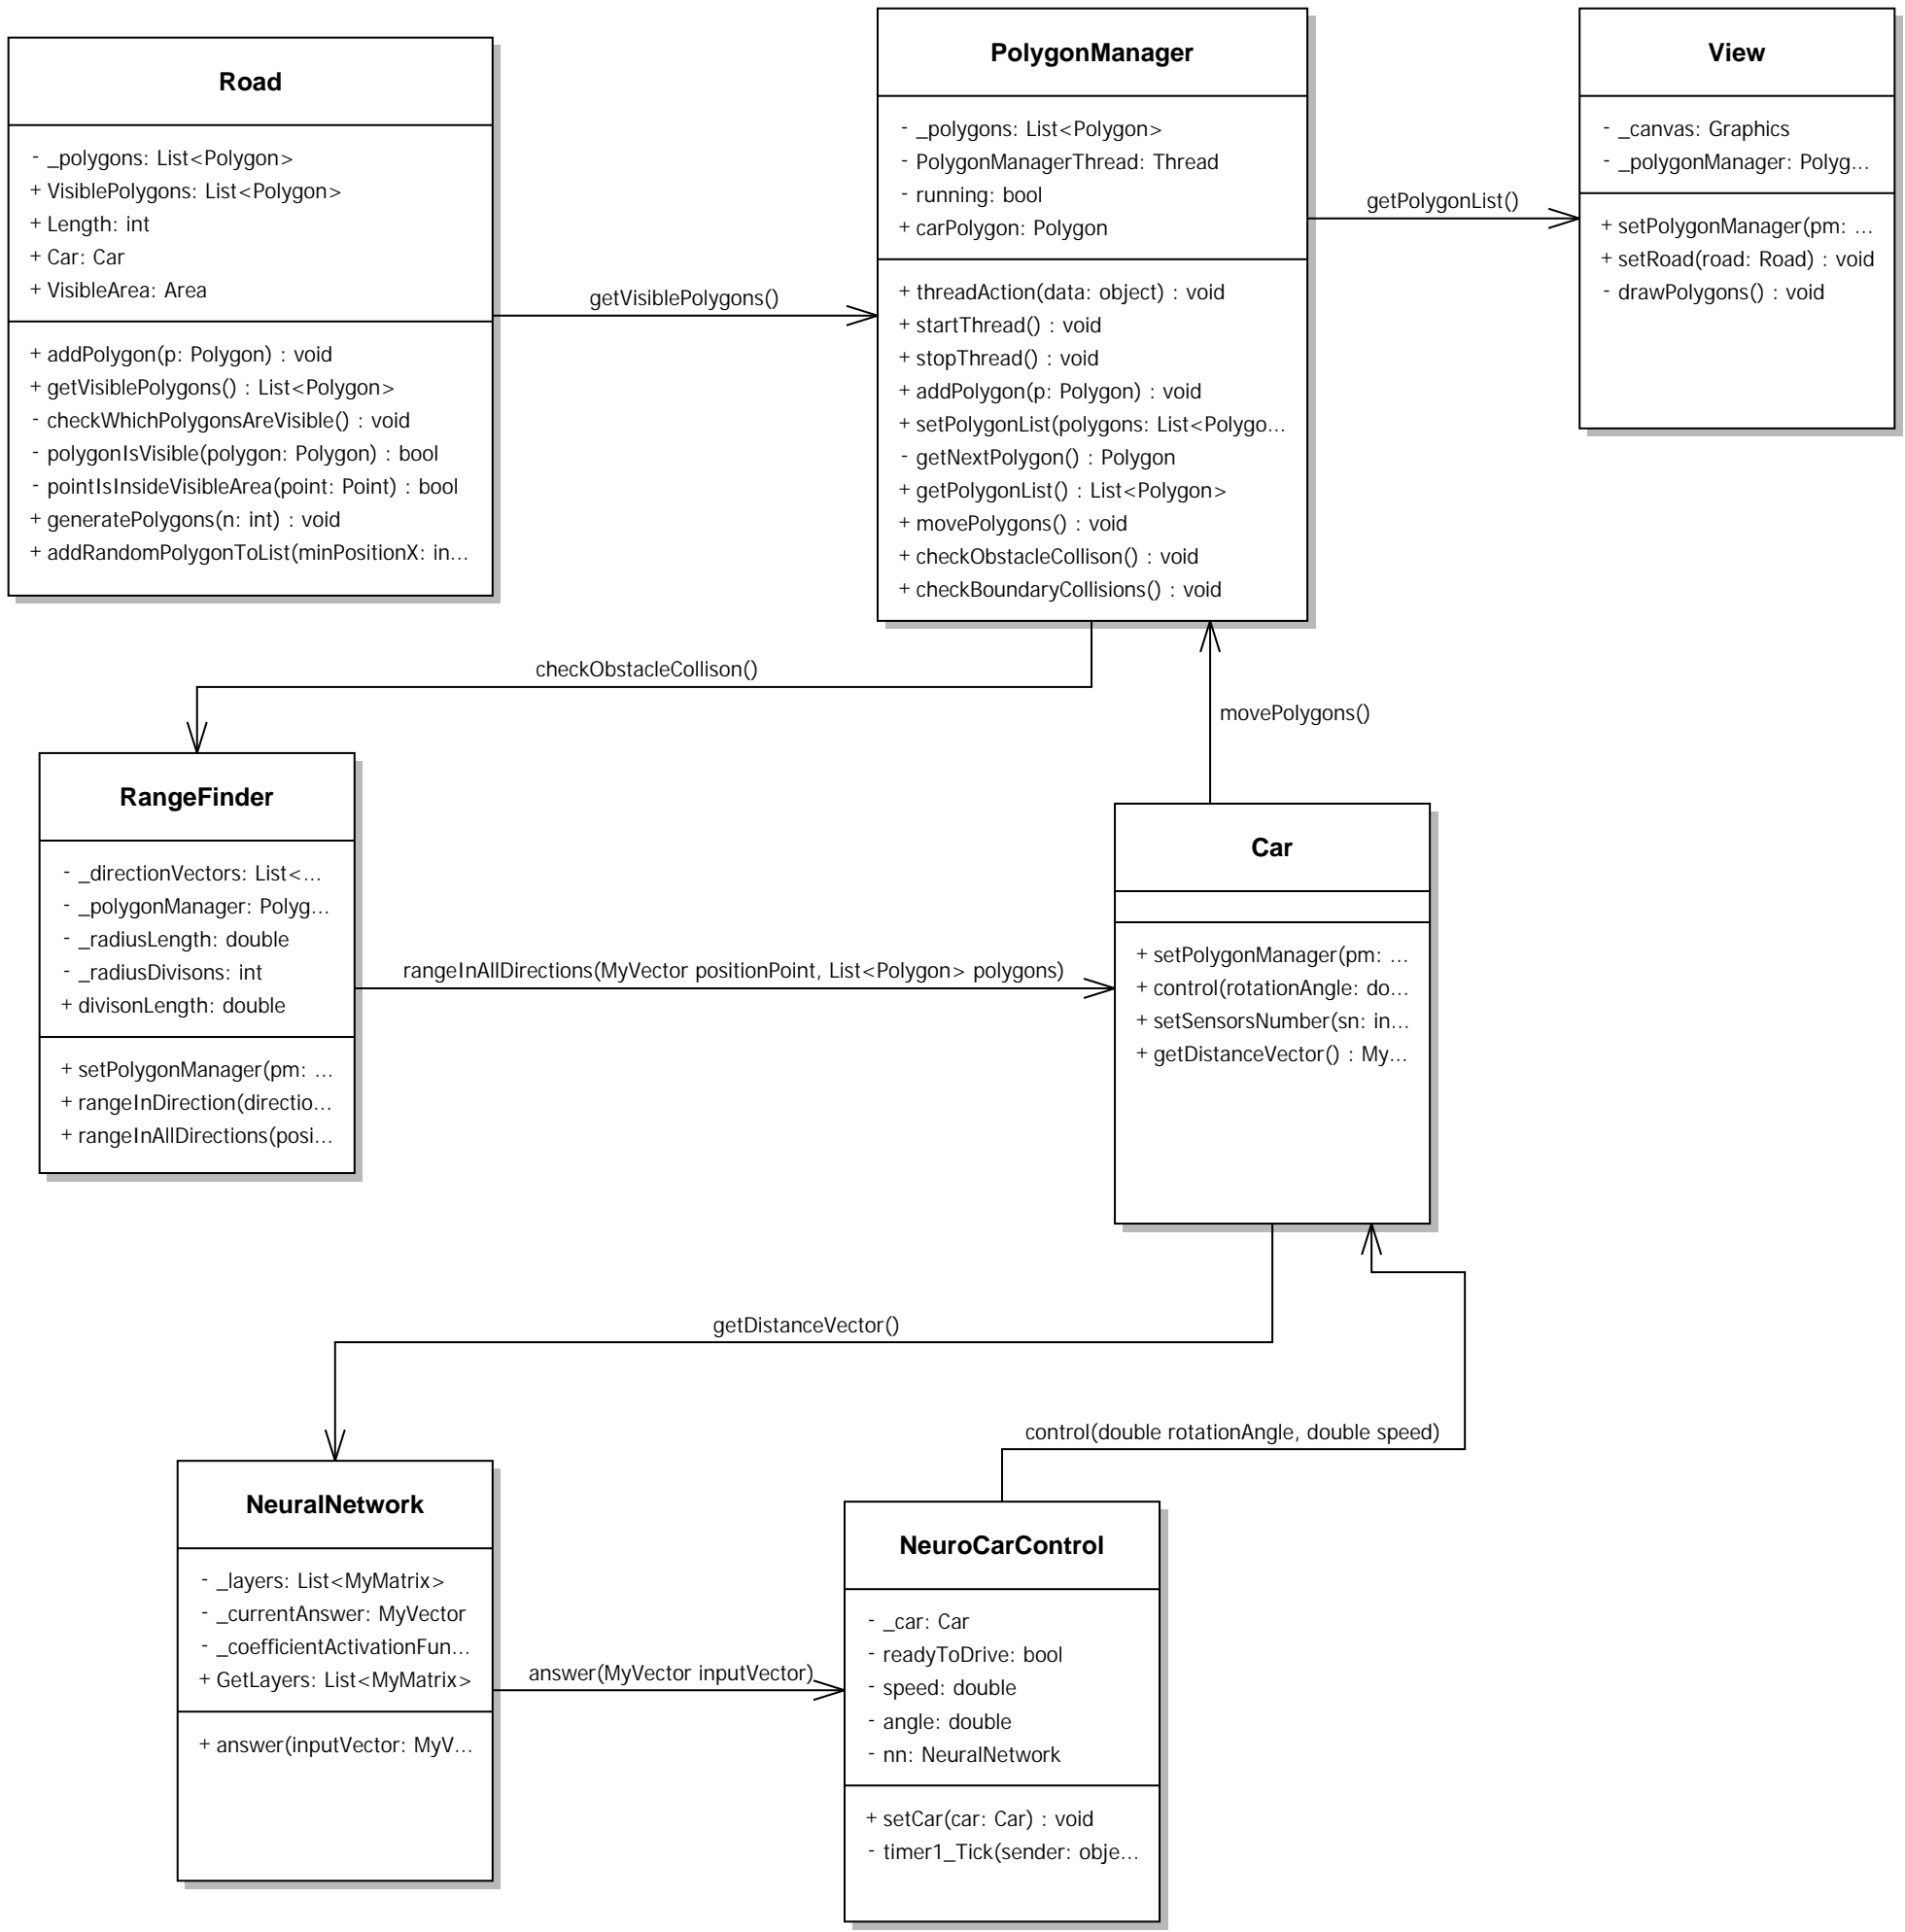 Road
- _polygons: List<Polygon>
+ VisiblePolygons: List<Polygon>
+ Length: int
+ Car: Car
+ VisibleArea: Area
+ addPolygon(p: Polygon) : void
+ getVisiblePolygons() : List<Polygon>
- checkWhichPolygonsAreVisible() : void
- polygonIsVisible(polygon: Polygon) : bool
- pointIsInsideVisibleArea(point: Point) : bool
+ generatePolygons(n: int) : void
+ addRandomPolygonToList(minPositionX: in...
getVisiblePolygons()
PolygonManager
- _polygons: List<Polygon>
- PolygonManagerThread: Thread
- running: bool
+ carPolygon: Polygon
+ threadAction(data: object) : void
+ startThread() : void
+ stopThread() : void
+ addPolygon(p: Polygon) : void
+ setPolygonList(polygons: List<Polygo...
- getNextPolygon() : Polygon
+ getPolygonList() : List<Polygon>
+ movePolygons() : void
+ checkObstacleCollison() : void
+ checkBoundaryCollisions() : void
getPolygonList()
View
- _canvas: Graphics
- _polygonManager: Polyg...
+ setPolygonManager(pm: ...
+ setRoad(road: Road) : void
- drawPolygons() : void
checkObstacleCollison()
movePolygons()
RangeFinder
- _directionVectors: List<...
- _polygonManager: Polyg...
- _radiusLength: double
- _radiusDivisons: int
+ divisonLength: double
+ setPolygonManager(pm: ...
+ rangeInDirection(directio...
+ rangeInAllDirections(posi...
rangeInAllDirections(MyVector positionPoint, List<Polygon> polygons)
Car
+ setPolygonManager(pm: ...
+ control(rotationAngle: do...
+ setSensorsNumber(sn: in...
+ getDistanceVector() : My...
getDistanceVector()
control(double rotationAngle, double speed)
NeuralNetwork
- _layers: List<MyMatrix>
- _currentAnswer: MyVector
- _coefficientActivationFun...
+ GetLayers: List<MyMatrix>
+ answer(inputVector: MyV...
answer(MyVector inputVector)
NeuroCarControl
- _car: Car
- readyToDrive: bool
- speed: double
- angle: double
- nn: NeuralNetwork
+ setCar(car: Car) : void
- timer1_Tick(sender: obje...